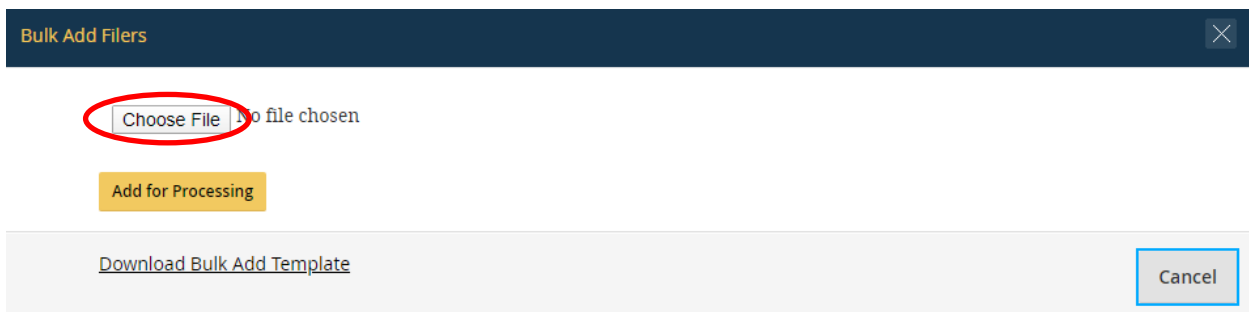 Bulk Add Filers
Choose File No file chosen
Add for Processing
Download Bulk Add Template
Cancel